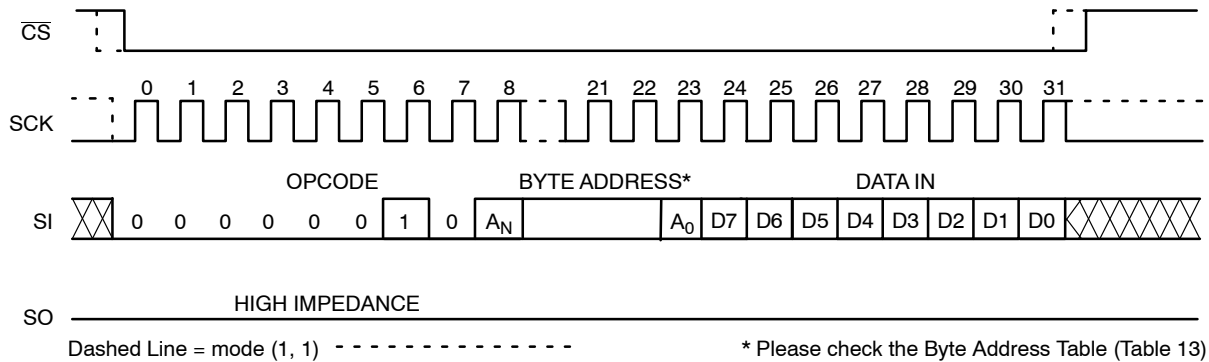 CS
0 1 2 3 4 5 6 7 8 21 22 23 24 25 26 27 28 29 30 31
SCK
OPCODE BYTE ADDRESS* DATA IN
SI 0 0 0 0 0 0 1 0 AN A0 D7 D6 D5 D4 D3 D2 D1 D0
HIGH IMPEDANCE
SO
Dashed Line = mode (1, 1) * Please check the Byte Address Table (Table 13)